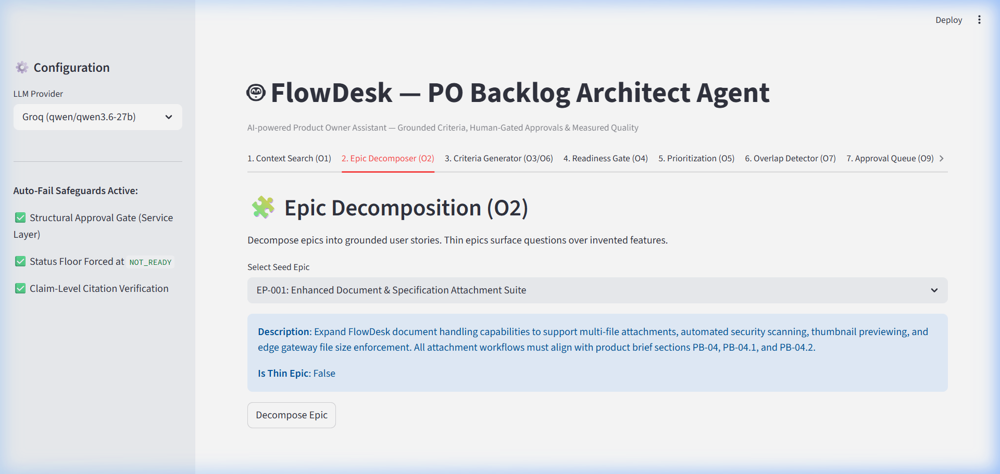 Deploy
Configuration
LLM Provider
Groq (qwen/qwen3.6-27b)
Auto-Fail Safeguards Active:
Structural Approval Gate (Service
Layer)
Status Floor Forced at NOT_READY
Claim-Level Citation Verification
FlowDesk — PO Backlog Architect Agent
AI-powered Product Owner Assistant — Grounded Criteria, Human-Gated Approvals & Measured Quality
1. Context Search (O1) 2. Epic Decomposer (O2) 3. Criteria Generator (O3/O6) 4. Readiness Gate (O4) 5. Prioritization (O5) 6. Overlap Detector (O7) 7. Approval Queue (O9)
Epic Decomposition (O2)
Decompose epics into grounded user stories. Thin epics surface questions over invented features.
Select Seed Epic
EP-001: Enhanced Document & Specification Attachment Suite
Description: Expand FlowDesk document handling capabilities to support multi-file attachments, automated security scanning, thumbnail previewing, and
edge gateway file size enforcement. All attachment workflows must align with product brief sections PB-04, PB-04.1, and PB-04.2.
Is Thin Epic: False
Decompose Epic